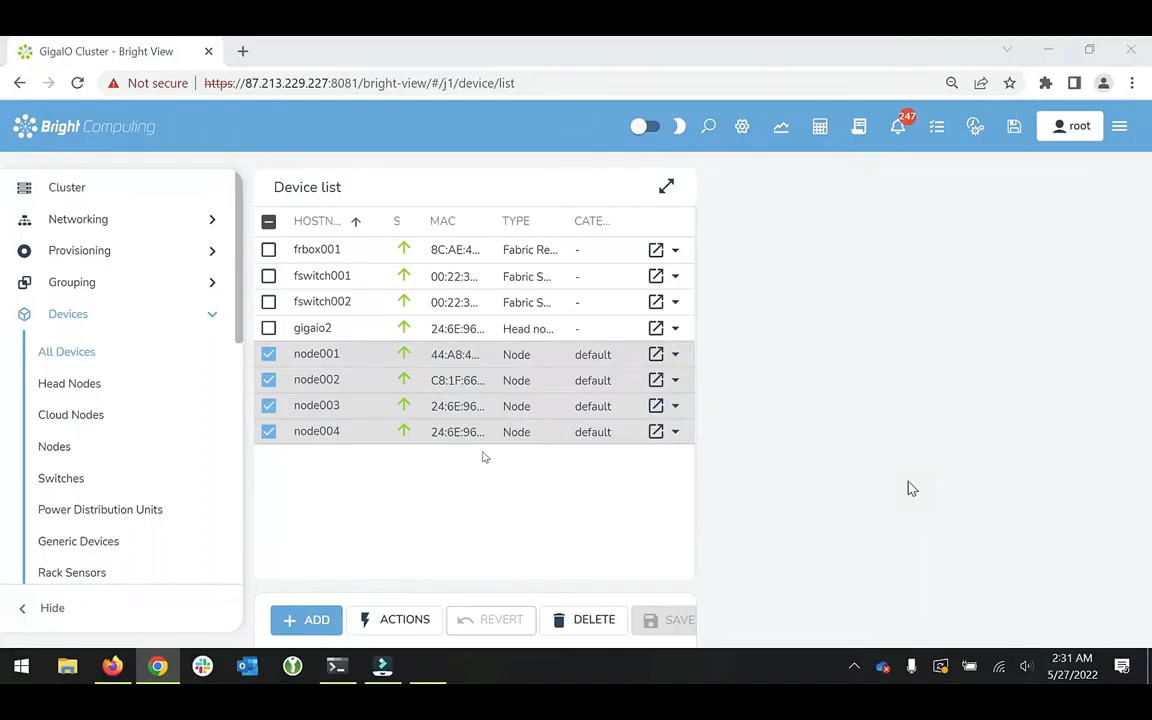 GigaIO Cluster - Bright View
Not secure https://87.213.229.227:8081/bright-view/#/j1/device/list
Bright Computing
247
root
Cluster
Networking
Provisioning
Grouping
Devices
All Devices
Head Nodes
Cloud Nodes
Nodes
Switches
Power Distribution Units
Generic Devices
Rack Sensors
Hide
Device list
HOSTN... S MAC TYPE CATE...
frbox001 8C:AE:4... Fabric Re... -
fswitch001 00:22:3... Fabric S... -
fswitch002 00:22:3... Fabric S... -
gigaio2 24:6E:96... Head no... -
node001 44:A8:4... Node default
node002 C8:1F:66... Node default
node003 24:6E:96... Node default
node004 24:6E:96... Node default
ADD ACTIONS REVERT DELETE SAVE
2:31 AM
5/27/2022